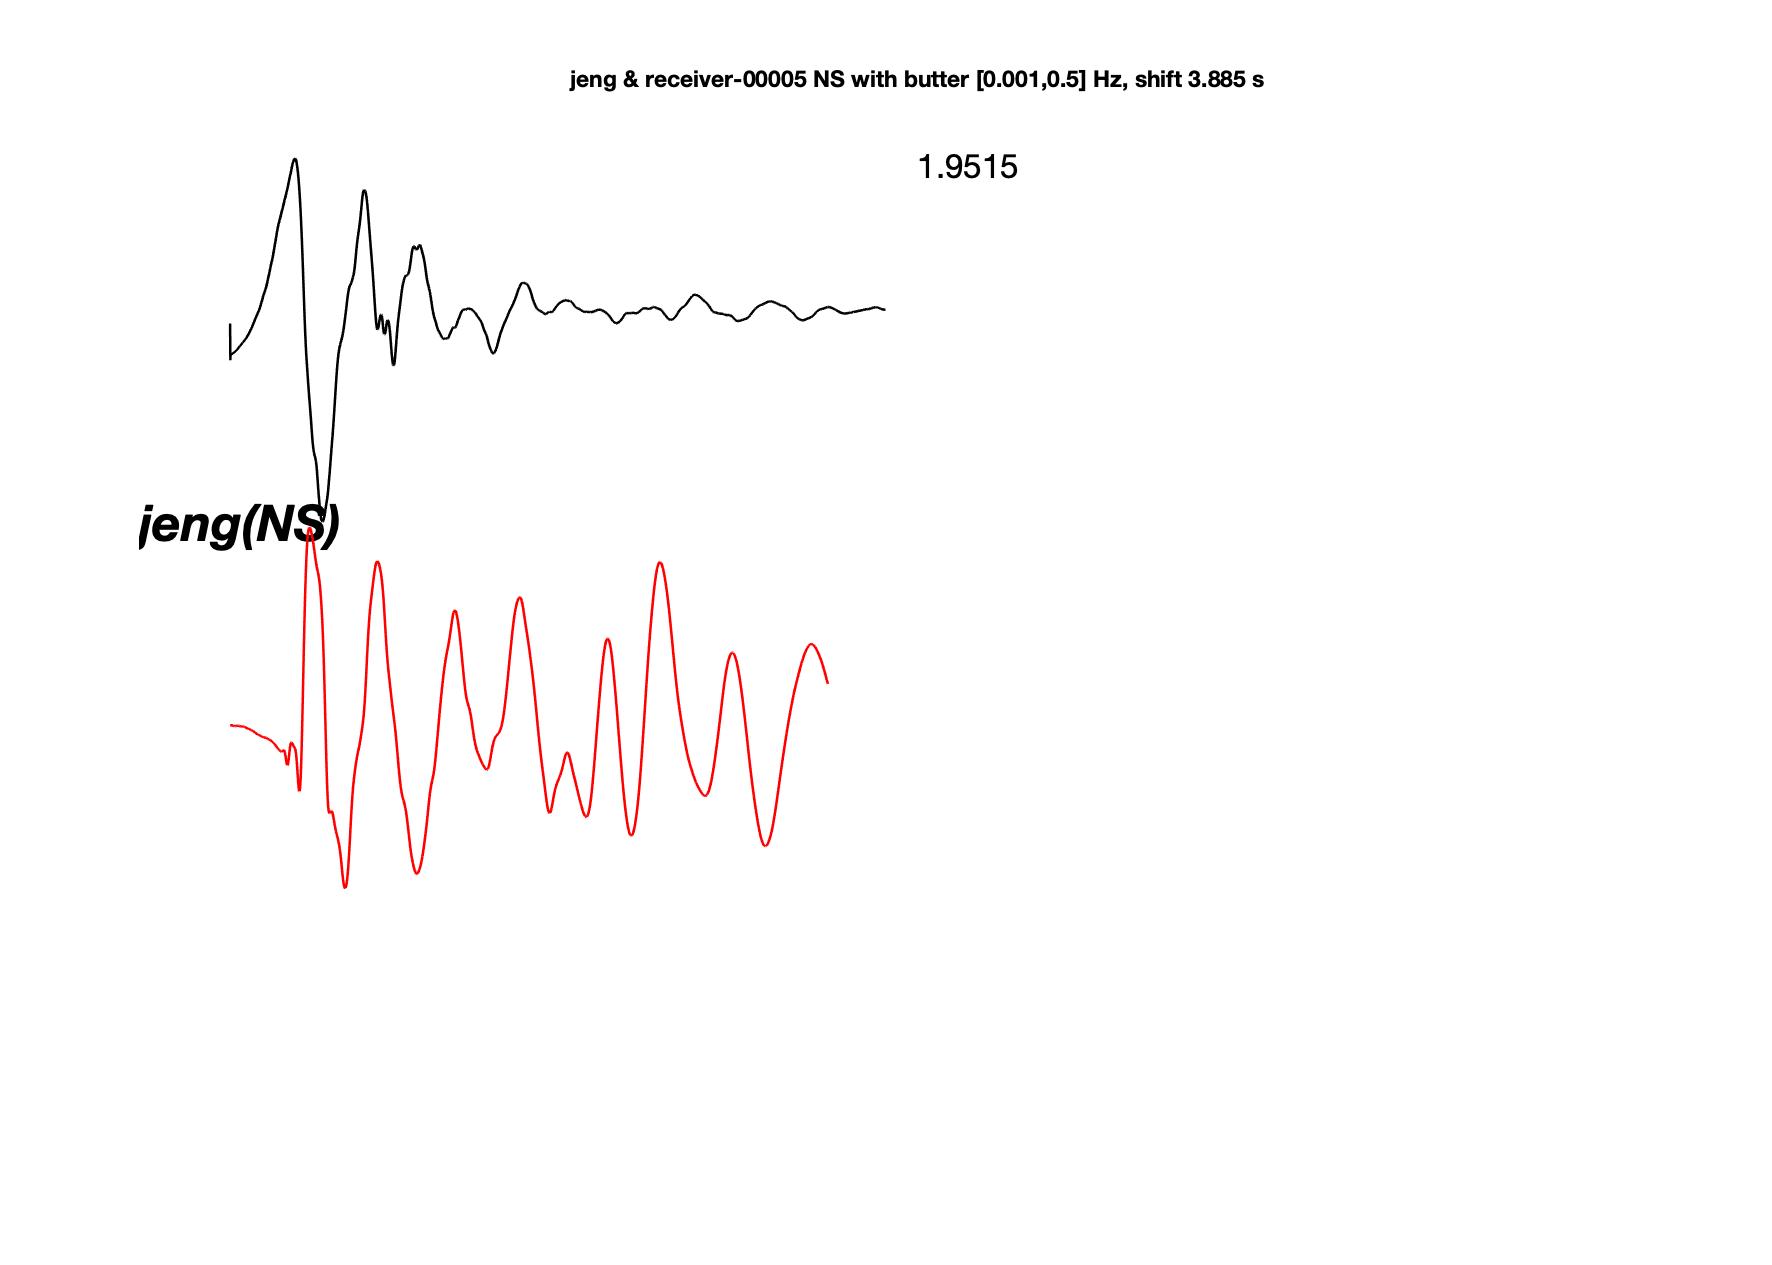 jeng & receiver-00005 NS with butter [0.001,0.5] Hz, shift 3.885 s
1.9515
jeng(NS)